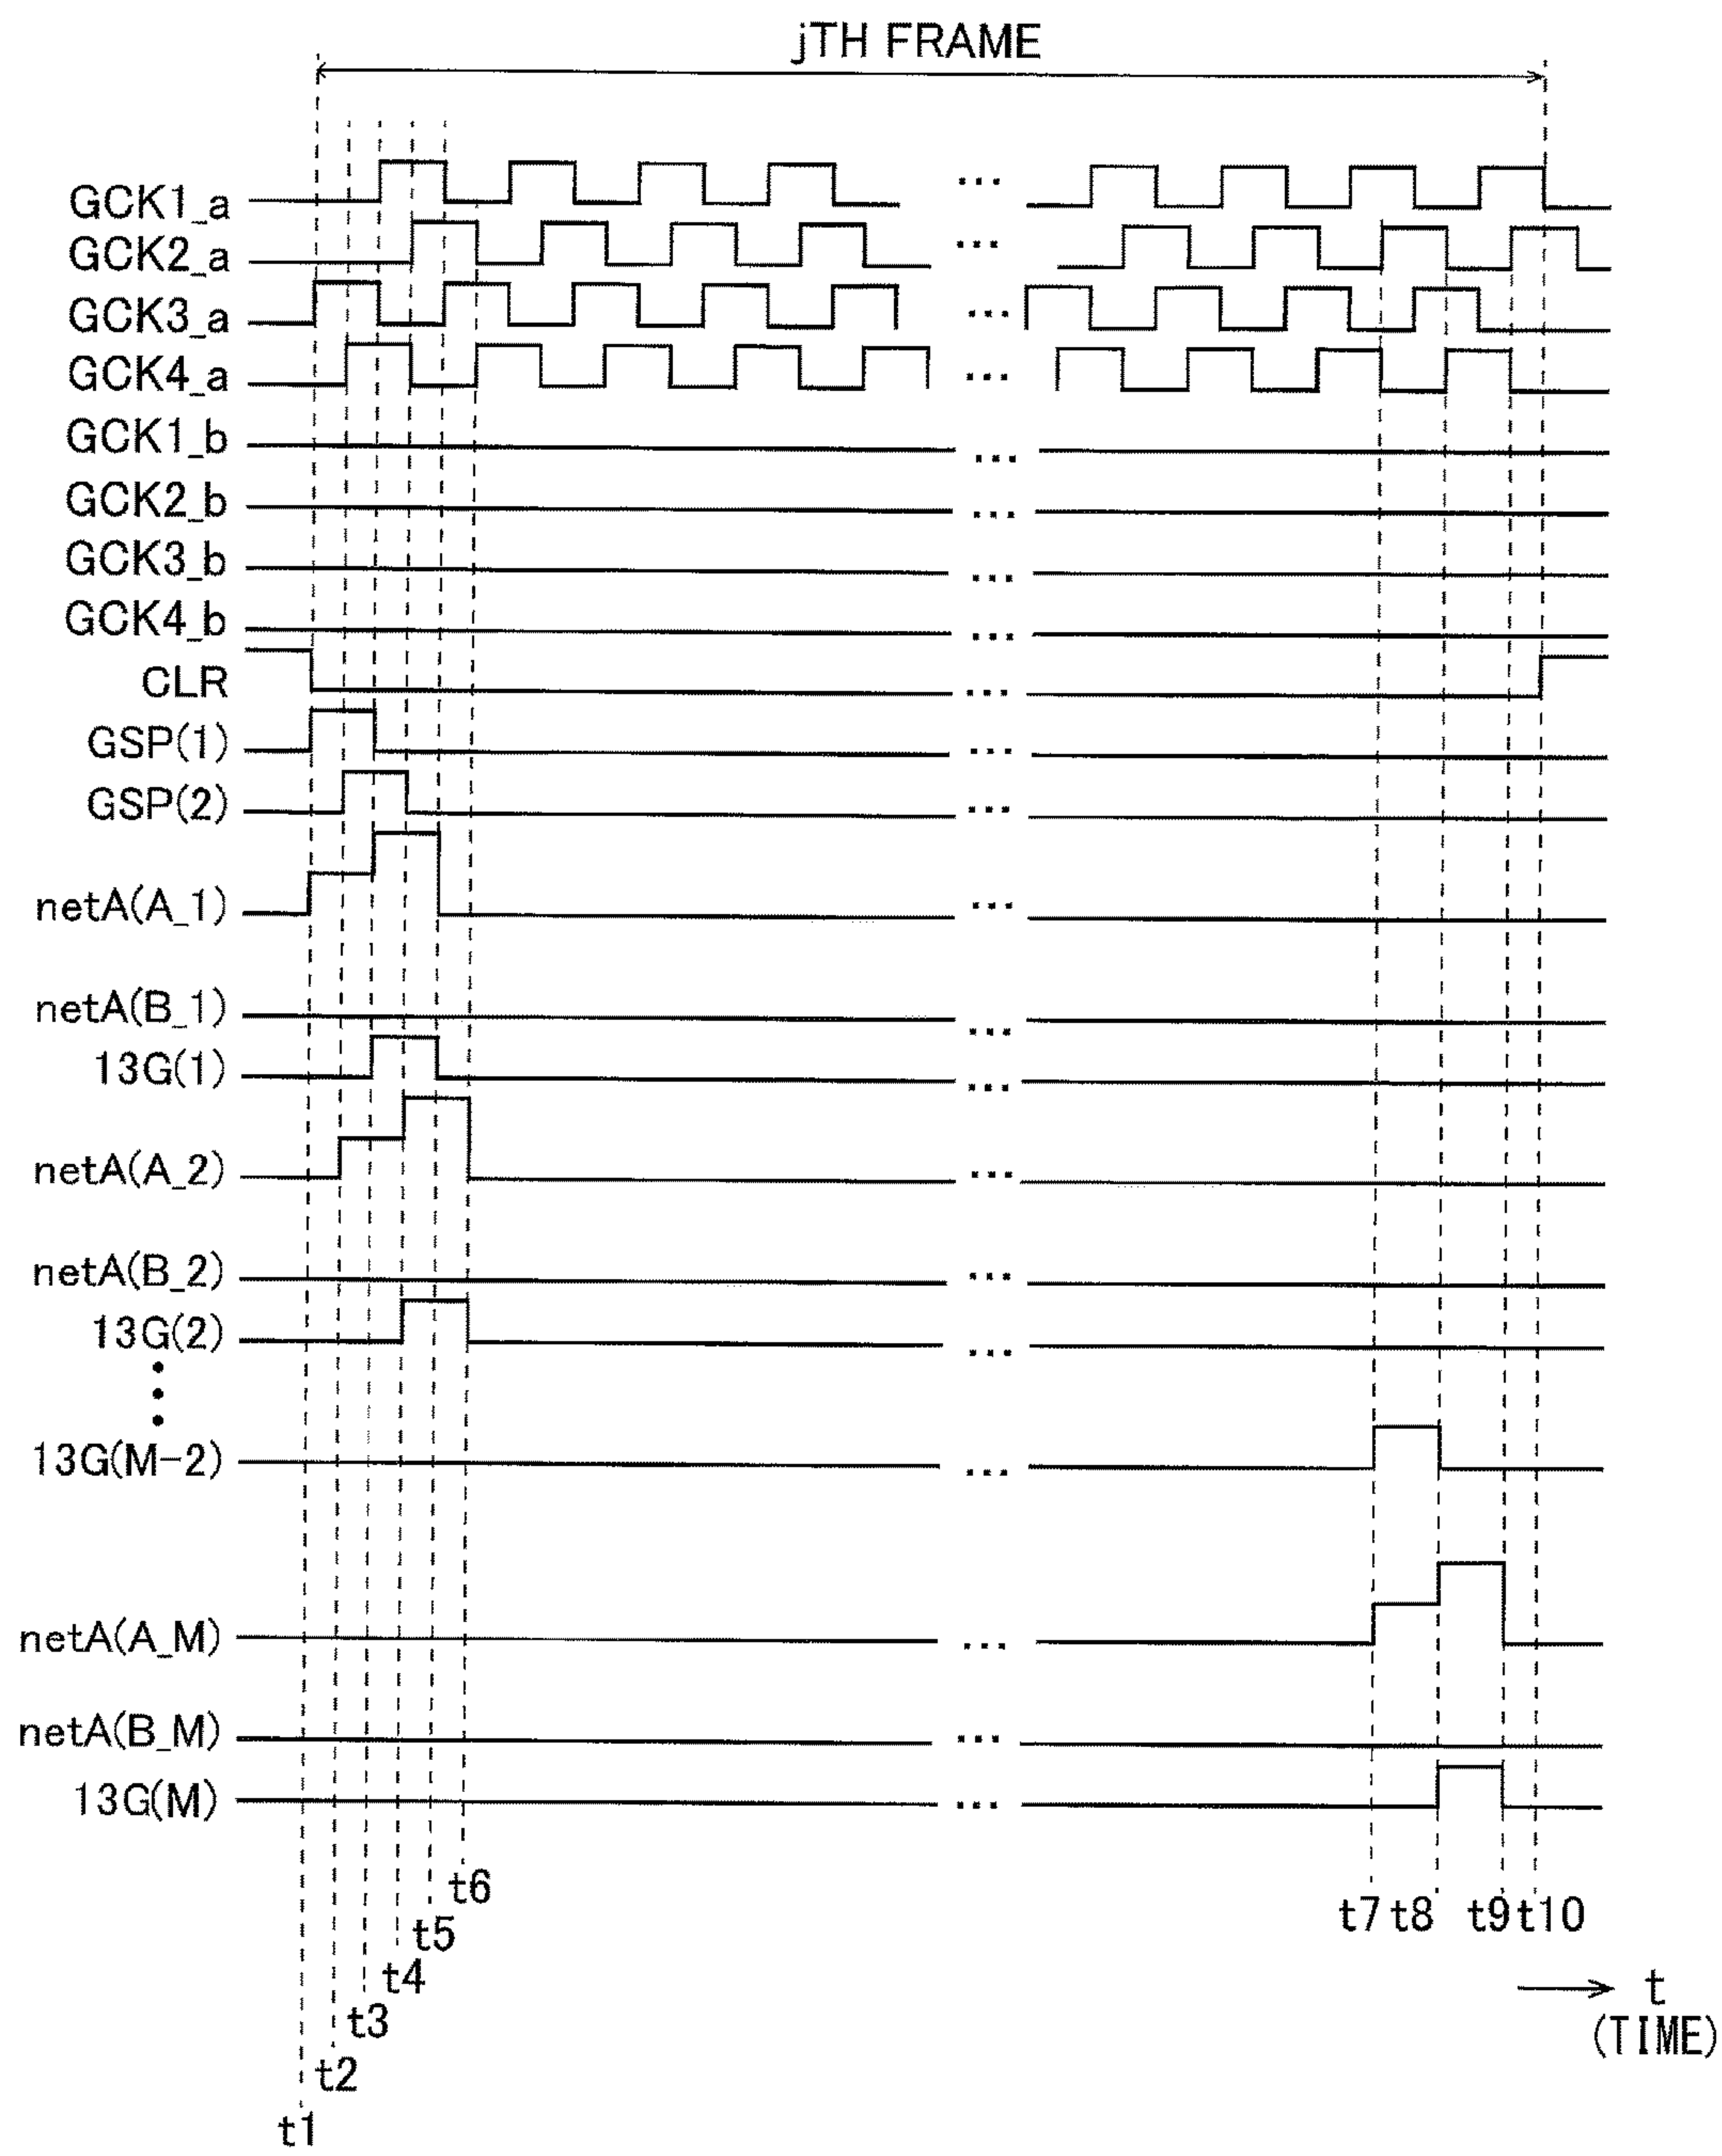 jTH FRAME
GCK1_a
GCK2_a
GCK3_a
GCK4_a
GCK1_b
GCK2_b
GCK3_b
GCK4_b
CLR
GSP(1)
GSP(2)
netA(A_1)
netA(B_1)
13G(1)
netA(A_2)
netA(B_2)
13G(2)
13G(M-2)
netA(A_M)
netA(B_M)
13G(M)
t6
t7 t8 t9 t10
t5
t4
t3
t2
t1
t
(TIME)